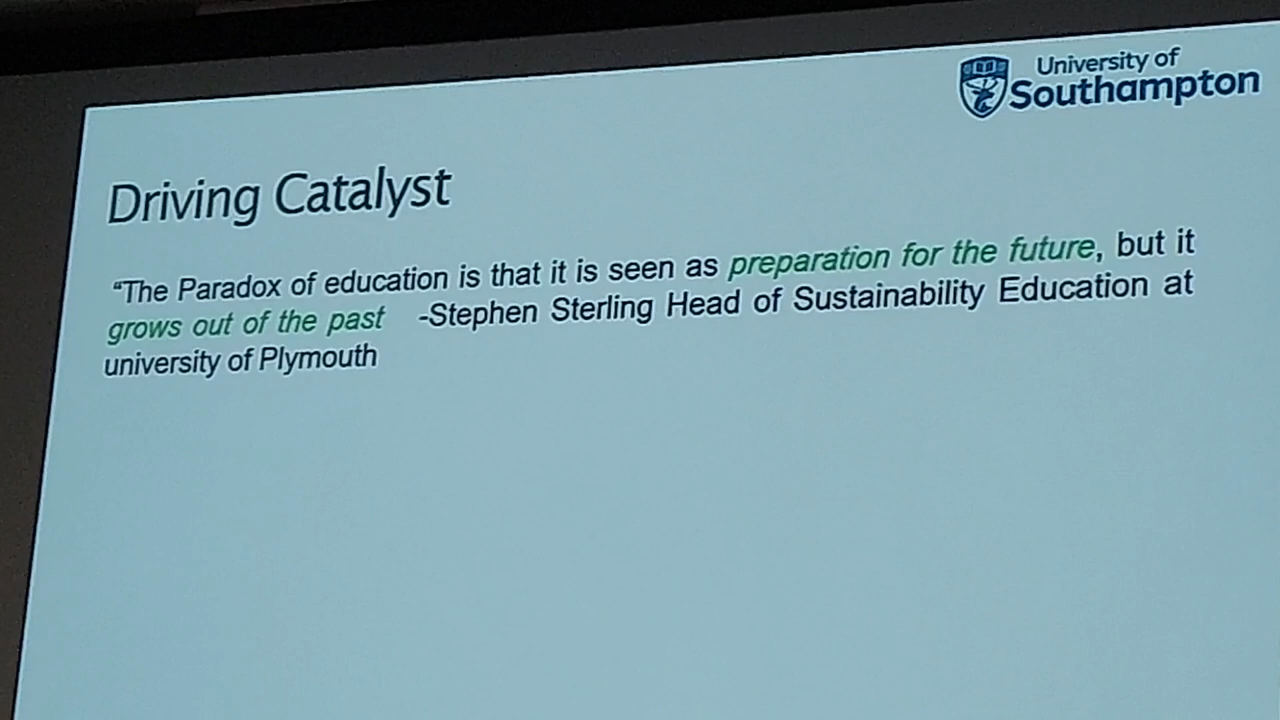 University of
Southampton
Driving Catalyst
“The Paradox of education is that it is seen as preparation for the future, but it
grows out of the past -Stephen Sterling Head of Sustainability Education at
university of Plymouth